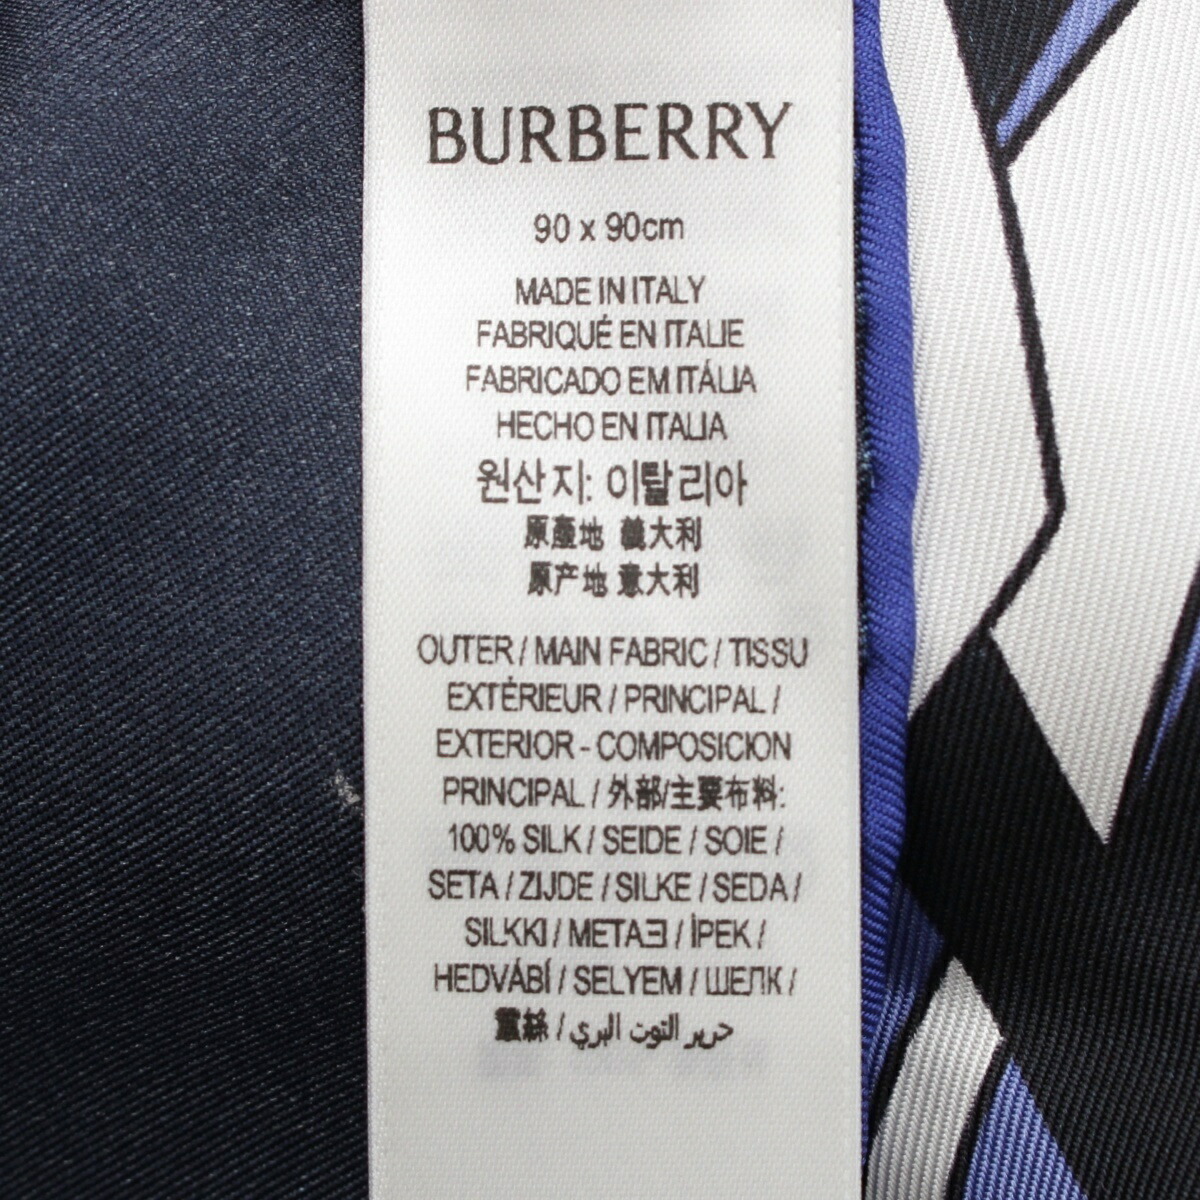 BURBERRY
90 x 90cm
MADE IN ITALY
FABRIQUÉ EN ITALIE
FABRICADO EM ITÁLIA
HECHO EN ITALIA
원산지: 이탈리아
原產地 義大利
原产地 意大利
OUTER / MAIN FABRIC / TISSU
EXTÉRIEUR / PRINCIPAL /
EXTERIOR - COMPOSICION
PRINCIPAL / 外部/主要布料:
100% SILK / SEIDE / SOIE /
SETA / ZIJDE / SILKE / SEDA /
SILKKI / ΜΕΤΑΞΙ / İPEK /
HEDVÁBÍ / SELYEM / ШЕЛК /
蠶絲 / حرير التوت البري